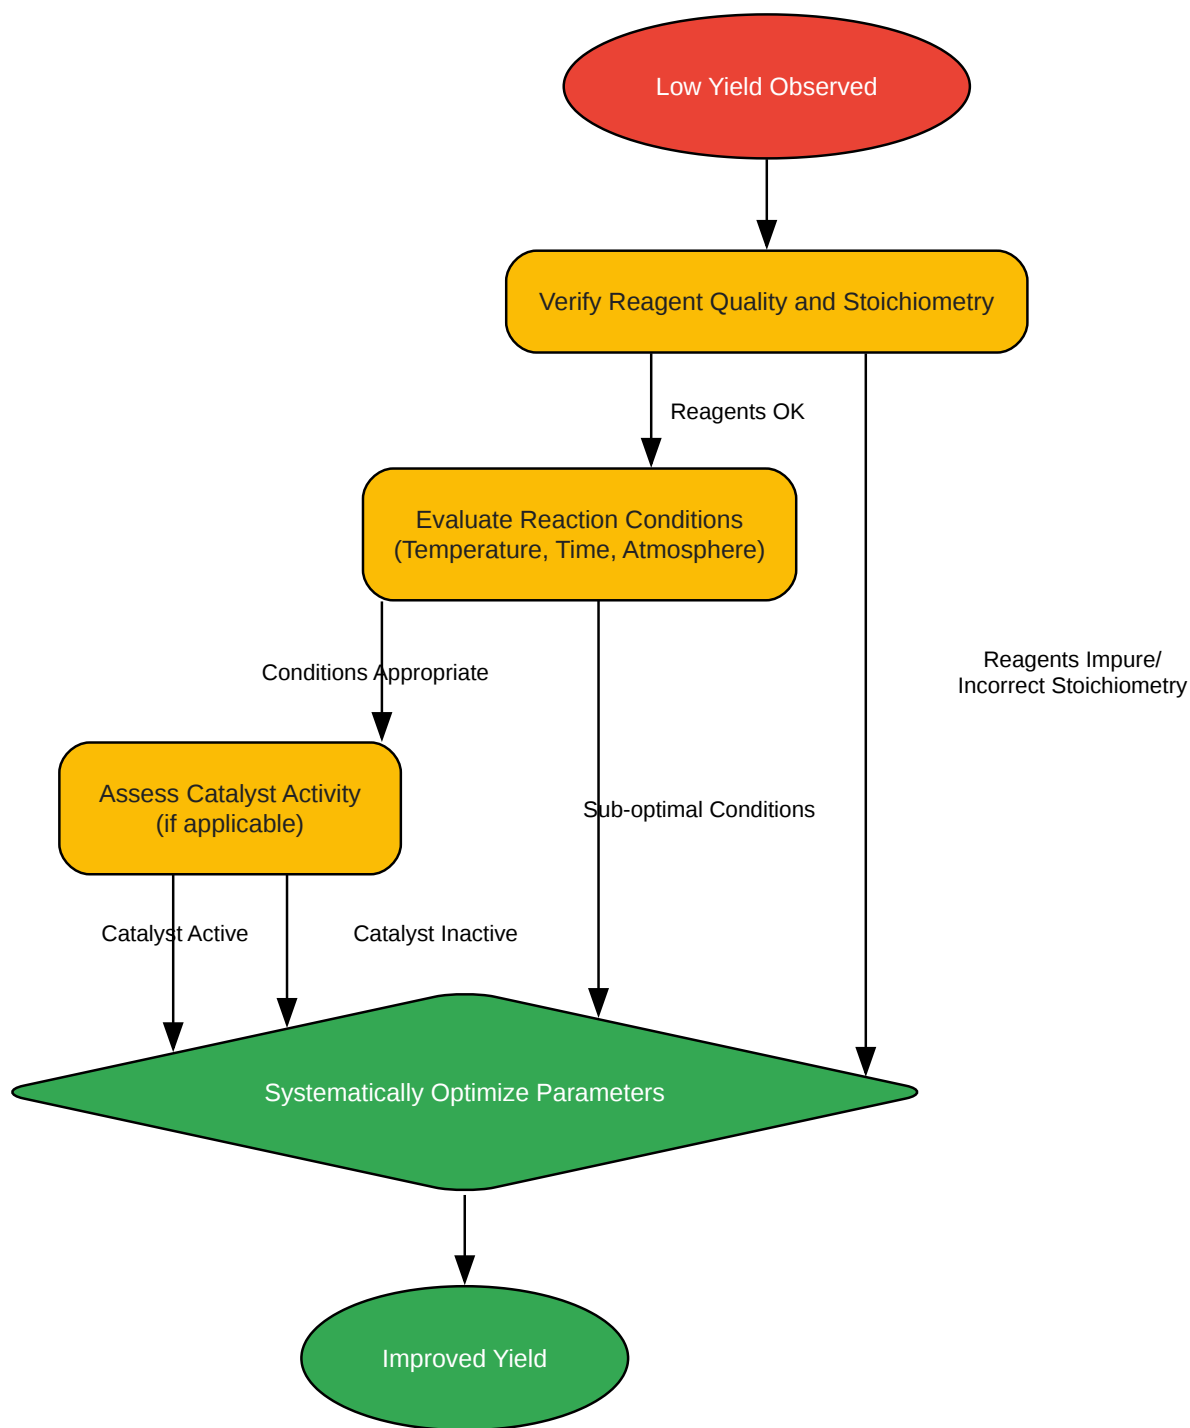 Low Yield Observed
Verify Reagent Quality and Stoichiometry
Reagents OK
Evaluate Reaction Conditions
(Temperature, Time, Atmosphere)
Conditions Appropriate
Reagents Impure/
Incorrect Stoichiometry
Assess Catalyst Activity
(if applicable)
Sub-optimal Conditions
Catalyst Active
Catalyst Inactive
Systematically Optimize Parameters
Improved Yield